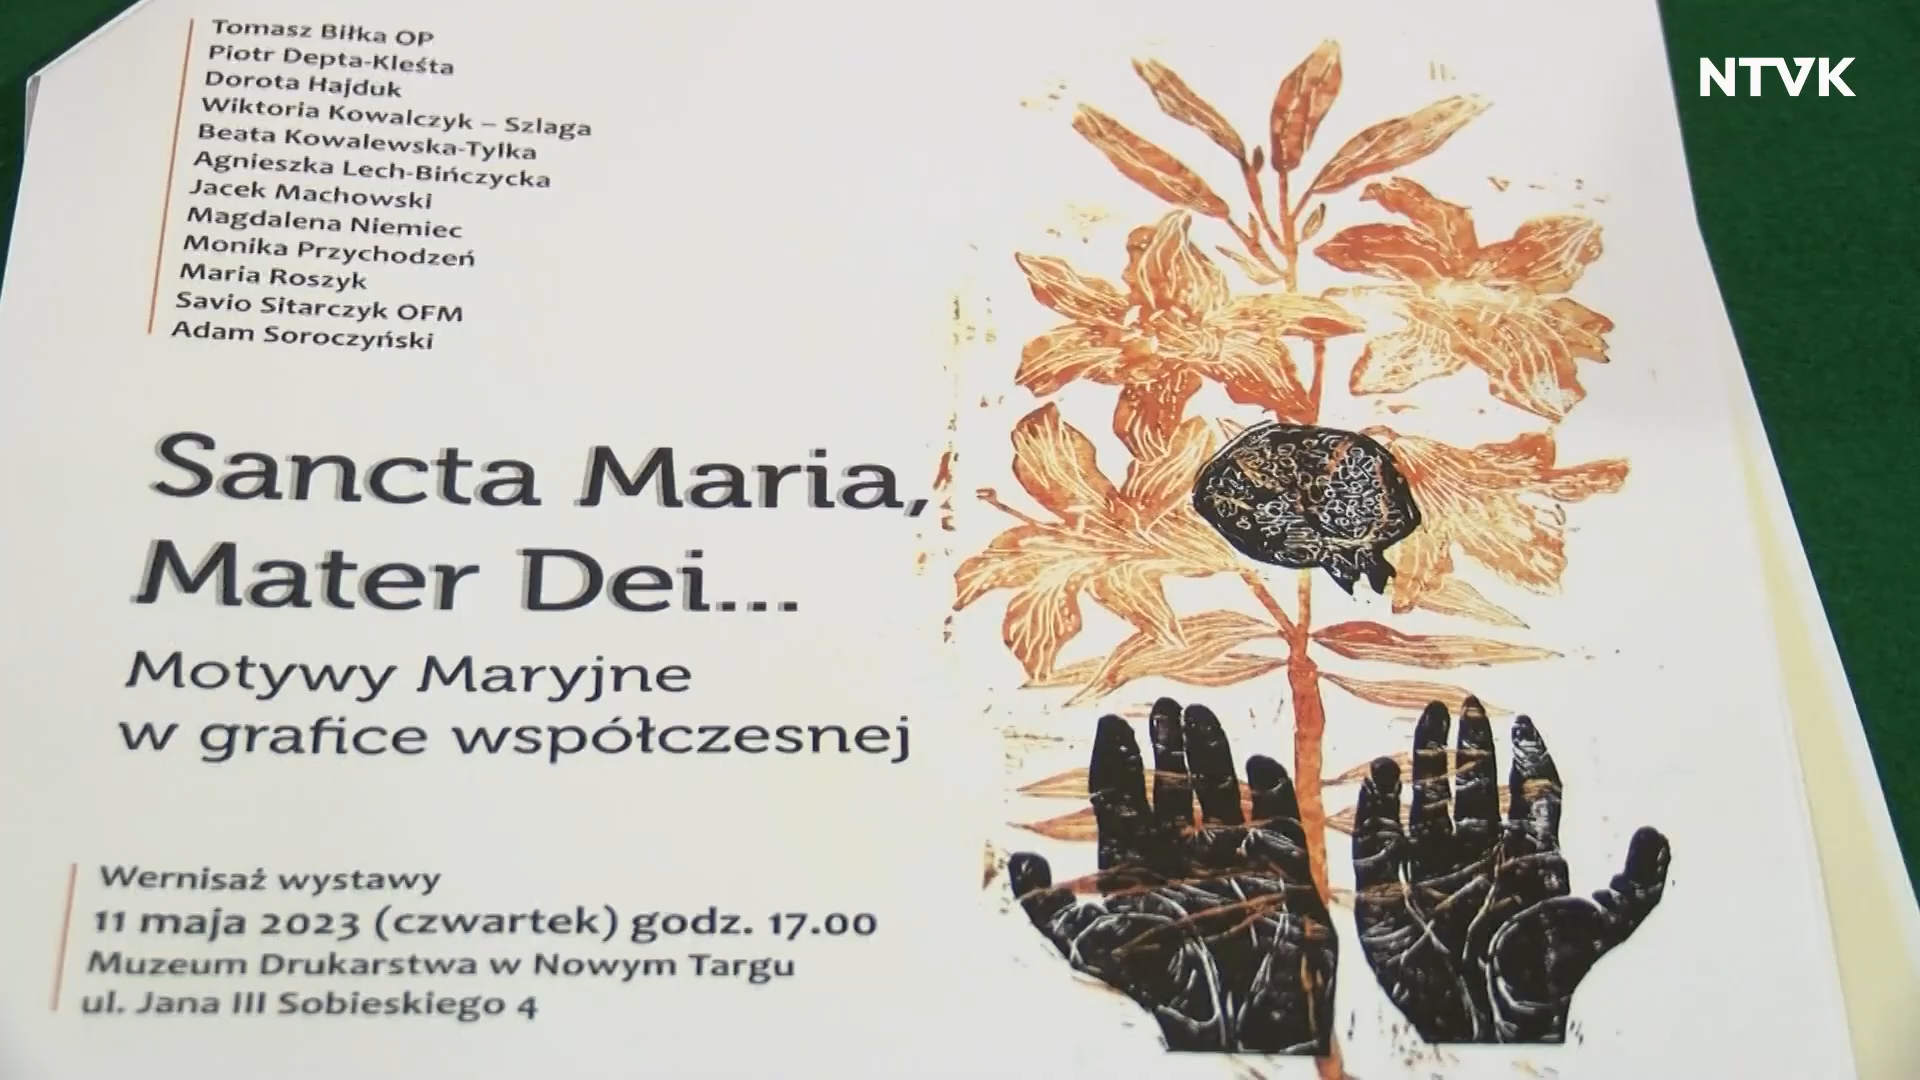 Tomasz Biłka OP
Piotr Depta-Kleśta
Dorota Hajduk
Wiktoria Kowalczyk – Szlaga
Beata Kowalewska-Tylka
Agnieszka Lech-Bińczycka
Jacek Machowski
Magdalena Niemiec
Monika Przychodzeń
Maria Roszyk
Savio Sitarczyk OFM
Adam Soroczyński
Sancta Maria,
Mater Dei...
Motywy Maryjne
w grafice współczesnej
Wernisaż wystawy
11 maja 2023 (czwartek) godz. 17.00
Muzeum Drukarstwa w Nowym Targu
ul. Jana III Sobieskiego 4
NTVK